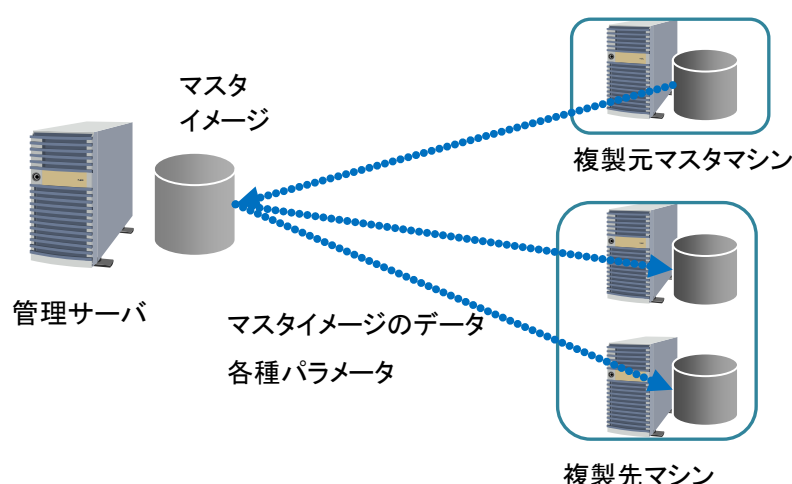 マスタ
イメージ
複製元マスタマシン
管理サーバ
マスタイメージのデータ
各種パラメータ
複製先マシン